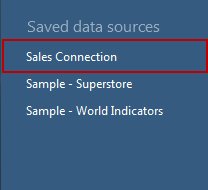 Saved data sources
Sales Connection
Sample - Superstore
Sample - World Indicators